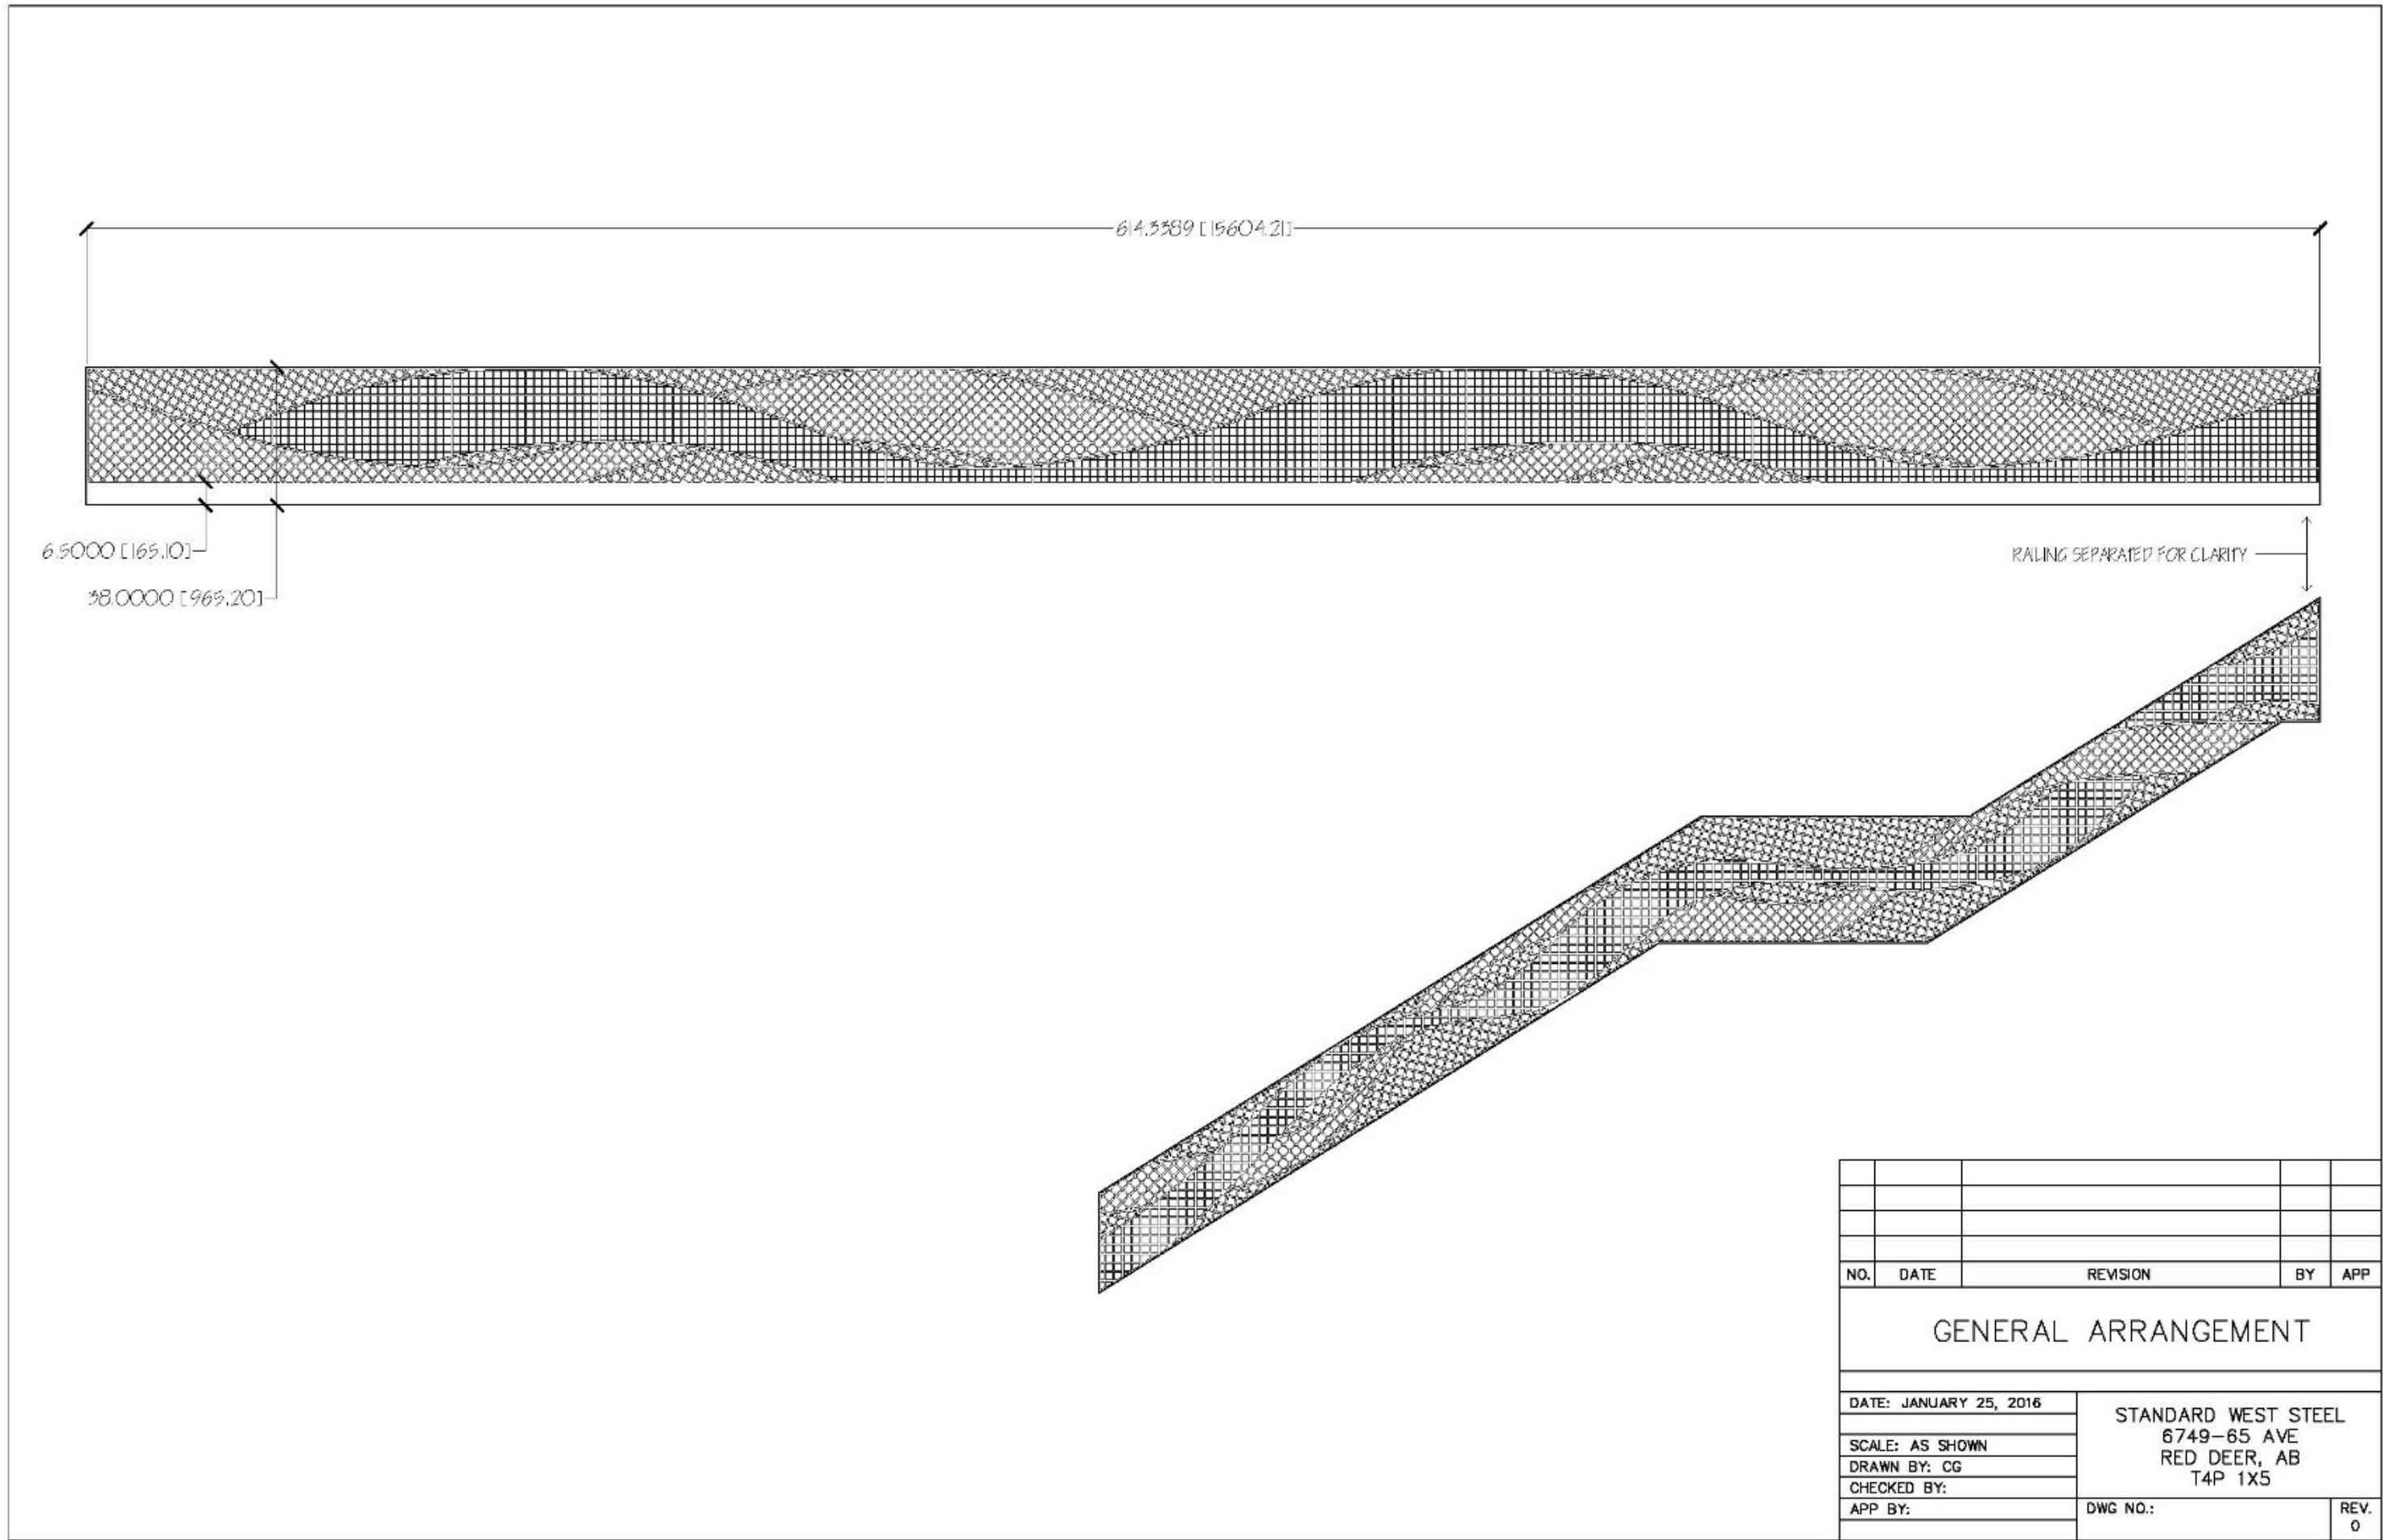 614.3389 [15604.21]
6.5000 [165.10]
38.0000 [965.20]
RAILING SEPARATED FOR CLARITY
NO. DATE REVISION BY APP
GENERAL ARRANGEMENT
DATE: JANUARY 25, 2016
SCALE: AS SHOWN
DRAWN BY: CG
CHECKED BY:
APP BY:
STANDARD WEST STEEL
6749-65 AVE
RED DEER, AB
T4P 1X5
DWG NO.:
REV.
0